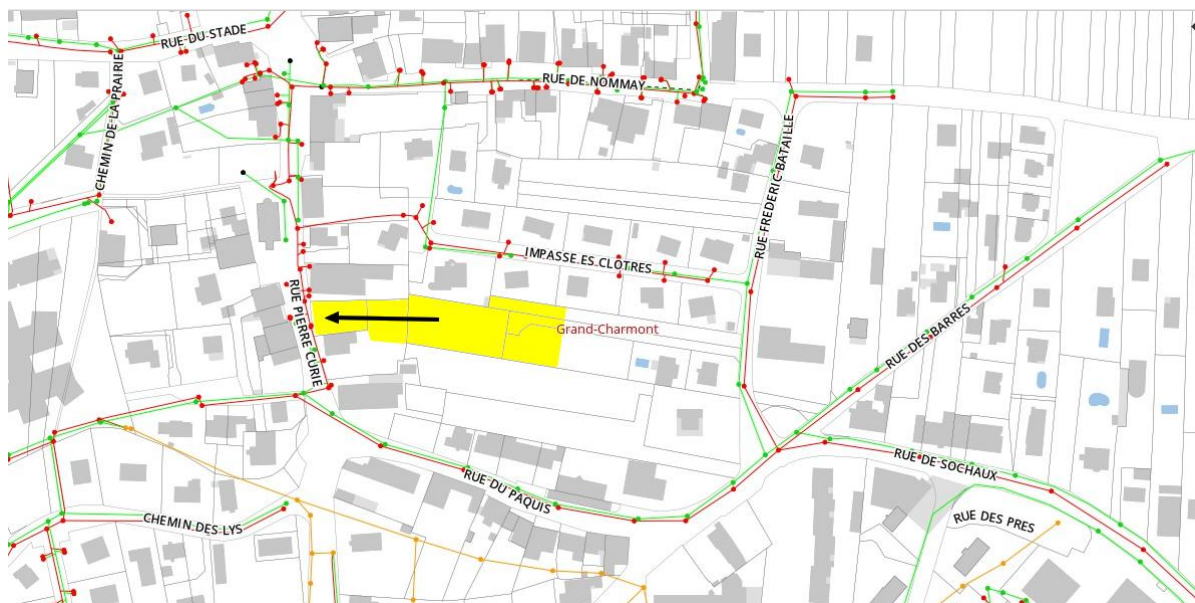 RUE DU STADE
RUE DE NOMMAY
CHEMIN DE LA PRAIRIE
RUE FREDERIC BATAILLE
IMPASSE ES CLOTRES
RUE PIERRE CURIE
Grand-Charmont
RUE DES BARRES
RUE DU PAQUIS
RUE DE SOCHAUX
CHEMIN DES LYS
RUE DES PRES